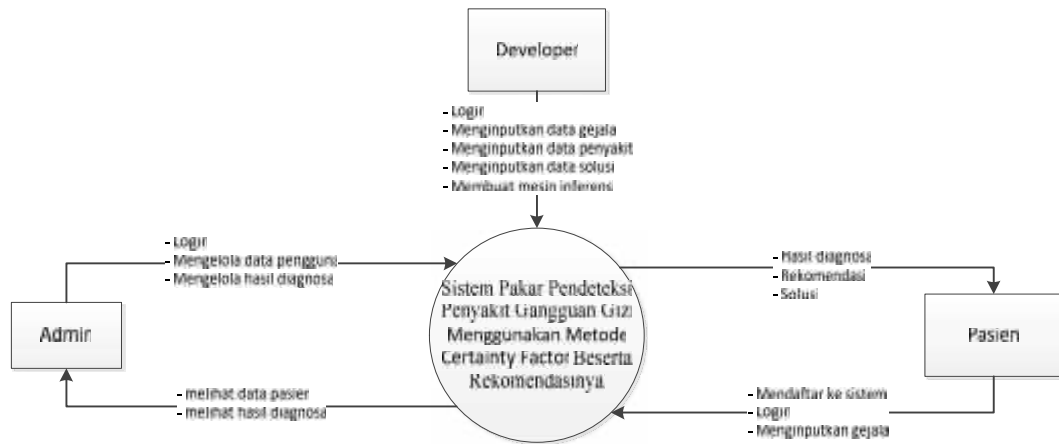 Developer
- Login
- Menginputkan data gejala
- Menginputkan data penyakit
- Menginputkan data solusi
- Membuat mesin inferensi
- Login
- Mengelola data pengguna
- Mengelola hasil diagnosa
- Hasil diagnosa
- Rekomendasi
- Solusi
Sistem Pakar Pendeteksi
Penyakit Gangguan Gizi
Menggunakan Metode
Certainty Factor Beserta
Rekomendasinya
Admin
Pasien
- melihat data pasien
- melihat hasil diagnosa
- Mendaftar ke sistem
- Login
- Menginputkan gejala